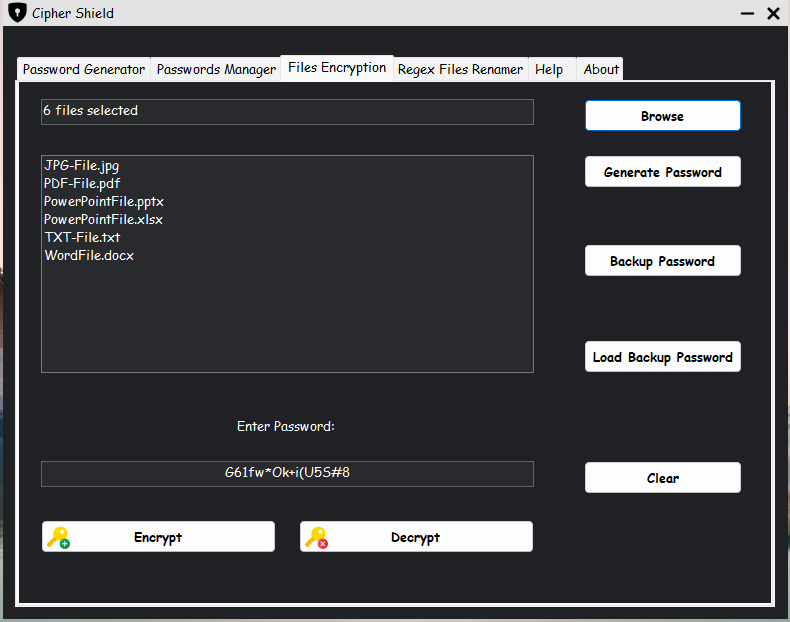 Cipher Shield
Password Generator Passwords Manager Files Encryption Regex Files Renamer Help About
6 files selected
Browse
JPG-File.jpg
PDF-File.pdf
PowerPointFile.pptx
PowerPointFile.xlsx
TXT-File.txt
WordFile.docx
Generate Password
Backup Password
Load Backup Password
Enter Password:
G61fw*Ok+i(U5S#8
Clear
Encrypt Decrypt